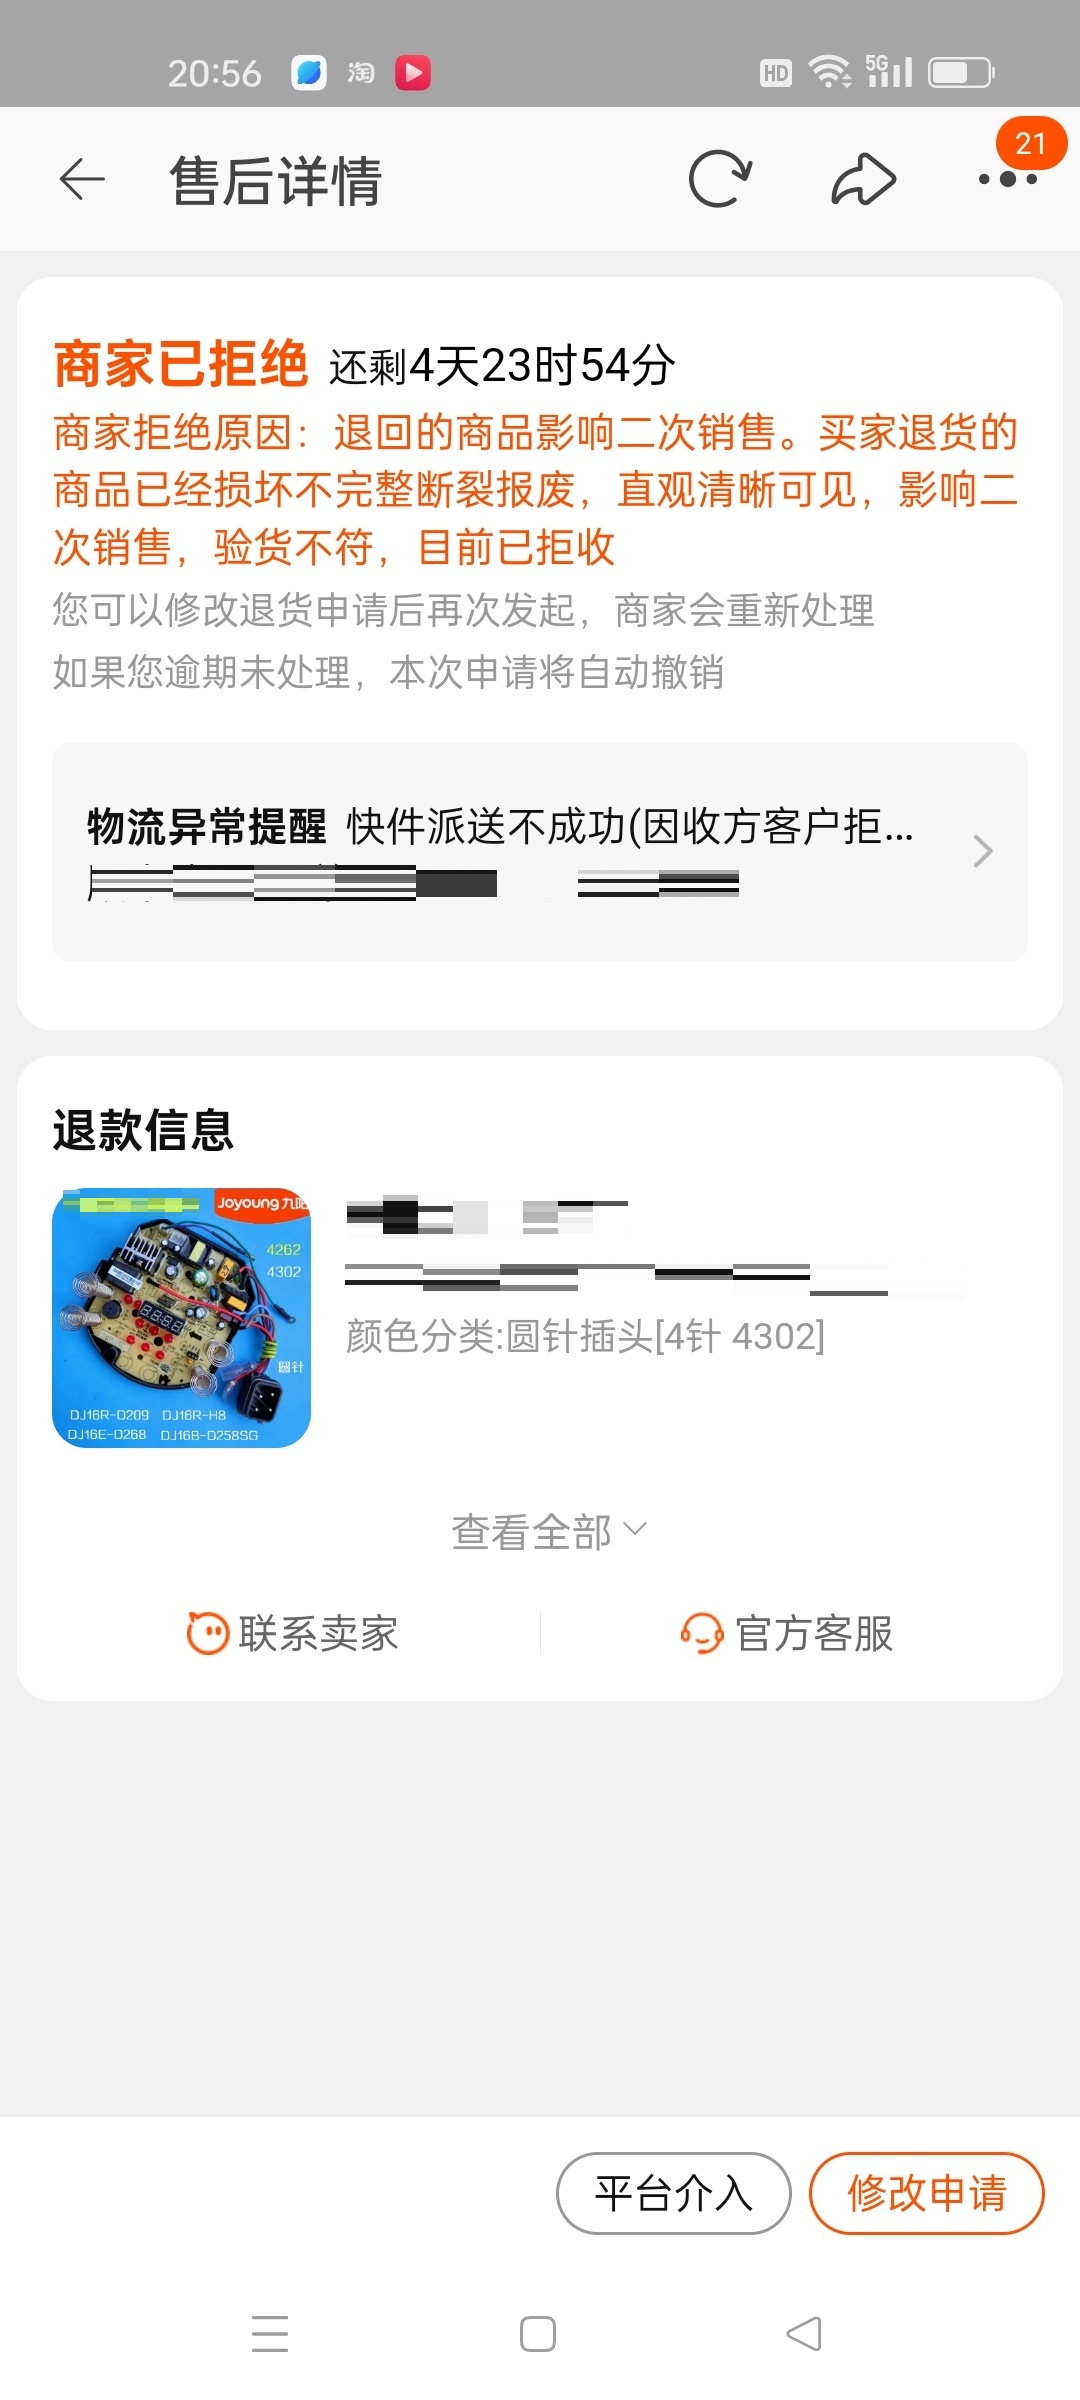 20:56
淘
HD
5G
售后详情
21
商家已拒绝 还剩4天23时54分
商家拒绝原因：退回的商品影响二次销售。买家退货的
商品已经损坏不完整断裂报废，直观清晰可见，影响二
次销售，验货不符，目前已拒收
您可以修改退货申请后再次发起，商家会重新处理
如果您逾期未处理，本次申请将自动撤销
物流异常提醒 快件派送不成功(因收方客户拒...
退款信息
Joyoung 九阳
4262
4302
8.8.8.8.
圆针
DJ16R-D209 DJ16R-H8
DJ16E-D268 DJ16B-D258SG
颜色分类:圆针插头[4针 4302]
查看全部
联系卖家
官方客服
平台介入
修改申请